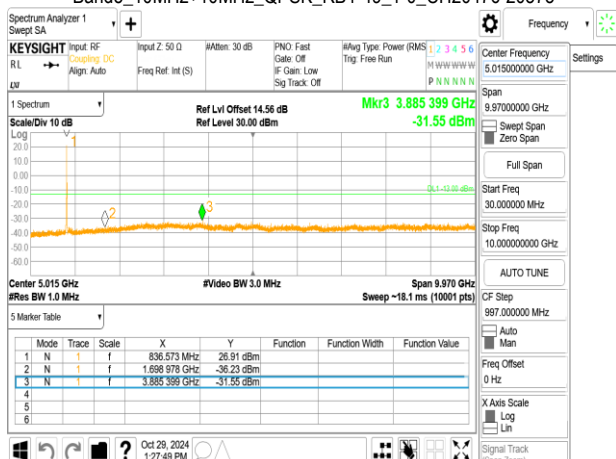 Spectrum Analyzer 1
Swept SA
Frequency
Settings
KEYSIGHT
RL
Input: RF
Coupling: DC
Align: Auto
Input Z: 50 Ω
Freq Ref: Int (S)
#Atten: 30 dB
PNO: Fast
Gate: Off
IF Gain: Low
Sig Track: Off
#Avg Type: Power (RMS
Trig: Free Run
1 2 3 4 5 6
M W W W W W
P N N N N N
1 Spectrum
Scale/Div 10 dB
Log
Ref Lvl Offset 14.56 dB
Ref Level 30.00 dBm
Mkr3 3.885 399 GHz
-31.55 dBm
20.0
10.0
0.00
-10.0
-20.0
-30.0
-40.0
-50.0
-60.0
DL1 -13.00 dBm
1
2
3
Center 5.015 GHz
#Res BW 1.0 MHz
#Video BW 3.0 MHz
Span 9.970 GHz
Sweep ~18.1 ms (10001 pts)
5 Marker Table
Mode Trace Scale X Y Function Function Width Function Value
1 N 1 f 836.573 MHz 26.91 dBm
2 N 1 f 1.698 978 GHz -36.23 dBm
3 N 1 f 3.885 399 GHz -31.55 dBm
4
5
6
Oct 29, 2024
1:27:49 PM
Center Frequency
5.015000000 GHz
Span
9.97000000 GHz
Swept Span
Zero Span
Full Span
Start Freq
30.000000 MHz
Stop Freq
10.000000000 GHz
AUTO TUNE
CF Step
997.000000 MHz
Auto
Man
Freq Offset
0 Hz
X Axis Scale
Log
Lin
Signal Track